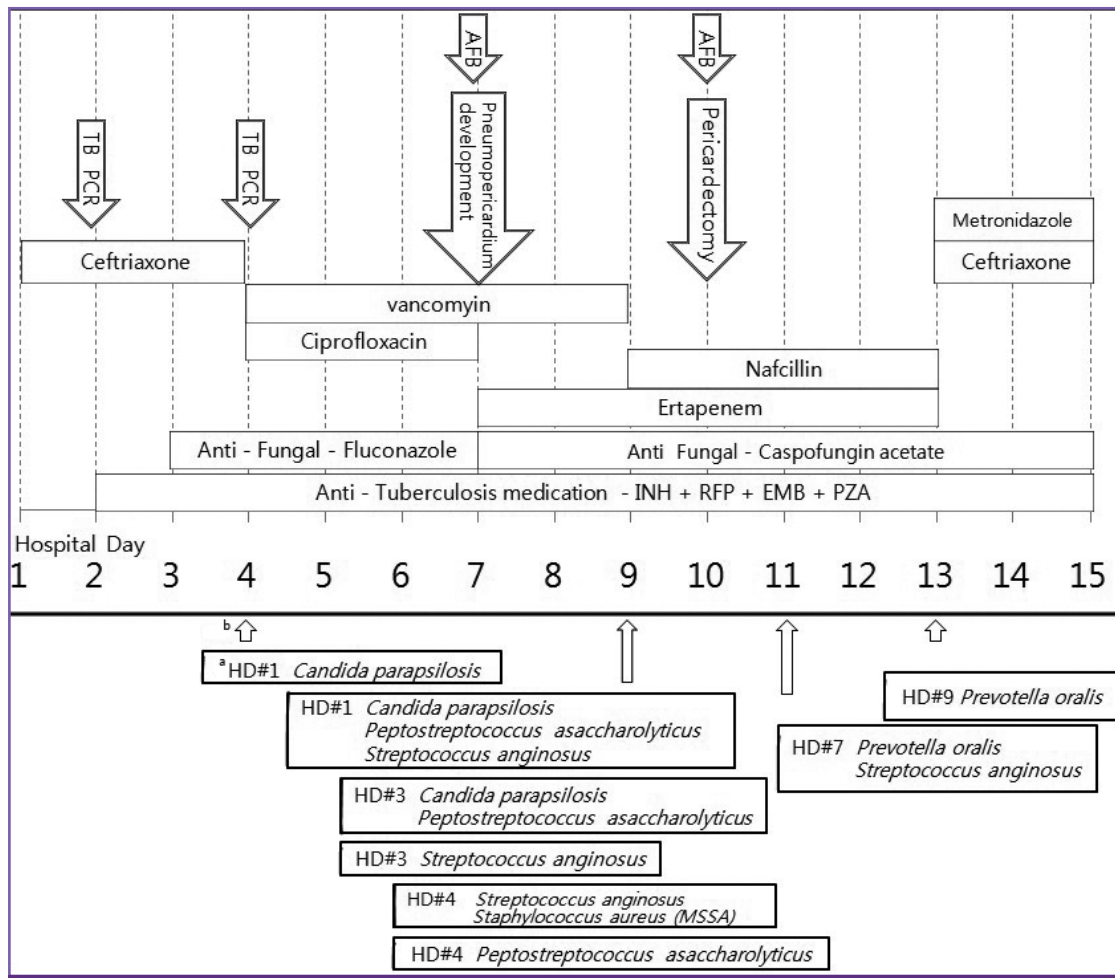 AFB
AFB
Pneumopericardium
development
Pericardectomy
TB PCR
TB PCR
Metronidazole
Ceftriaxone
Ceftriaxone
vancomyin
Ciprofloxacin
Nafcillin
Ertapenem
Anti - Fungal - Fluconazole
Anti Fungal - Caspofungin acetate
Anti - Tuberculosis medication - INH + RFP + EMB + PZA
Hospital Day
1 2 3 4 5 6 7 8 9 10 11 12 13 14 15
b
a HD#1 Candida parapsilosis
HD#1 Candida parapsilosis
Peptostreptococcus asaccharolyticus
Streptococcus anginosus
HD#9 Prevotella oralis
HD#7 Prevotella oralis
Streptococcus anginosus
HD#3 Candida parapsilosis
Peptostreptococcus asaccharolyticus
HD#3 Streptococcus anginosus
HD#4 Streptococcus anginosus
Staphylococcus aureus (MSSA)
HD#4 Peptostreptococcus asaccharolyticus